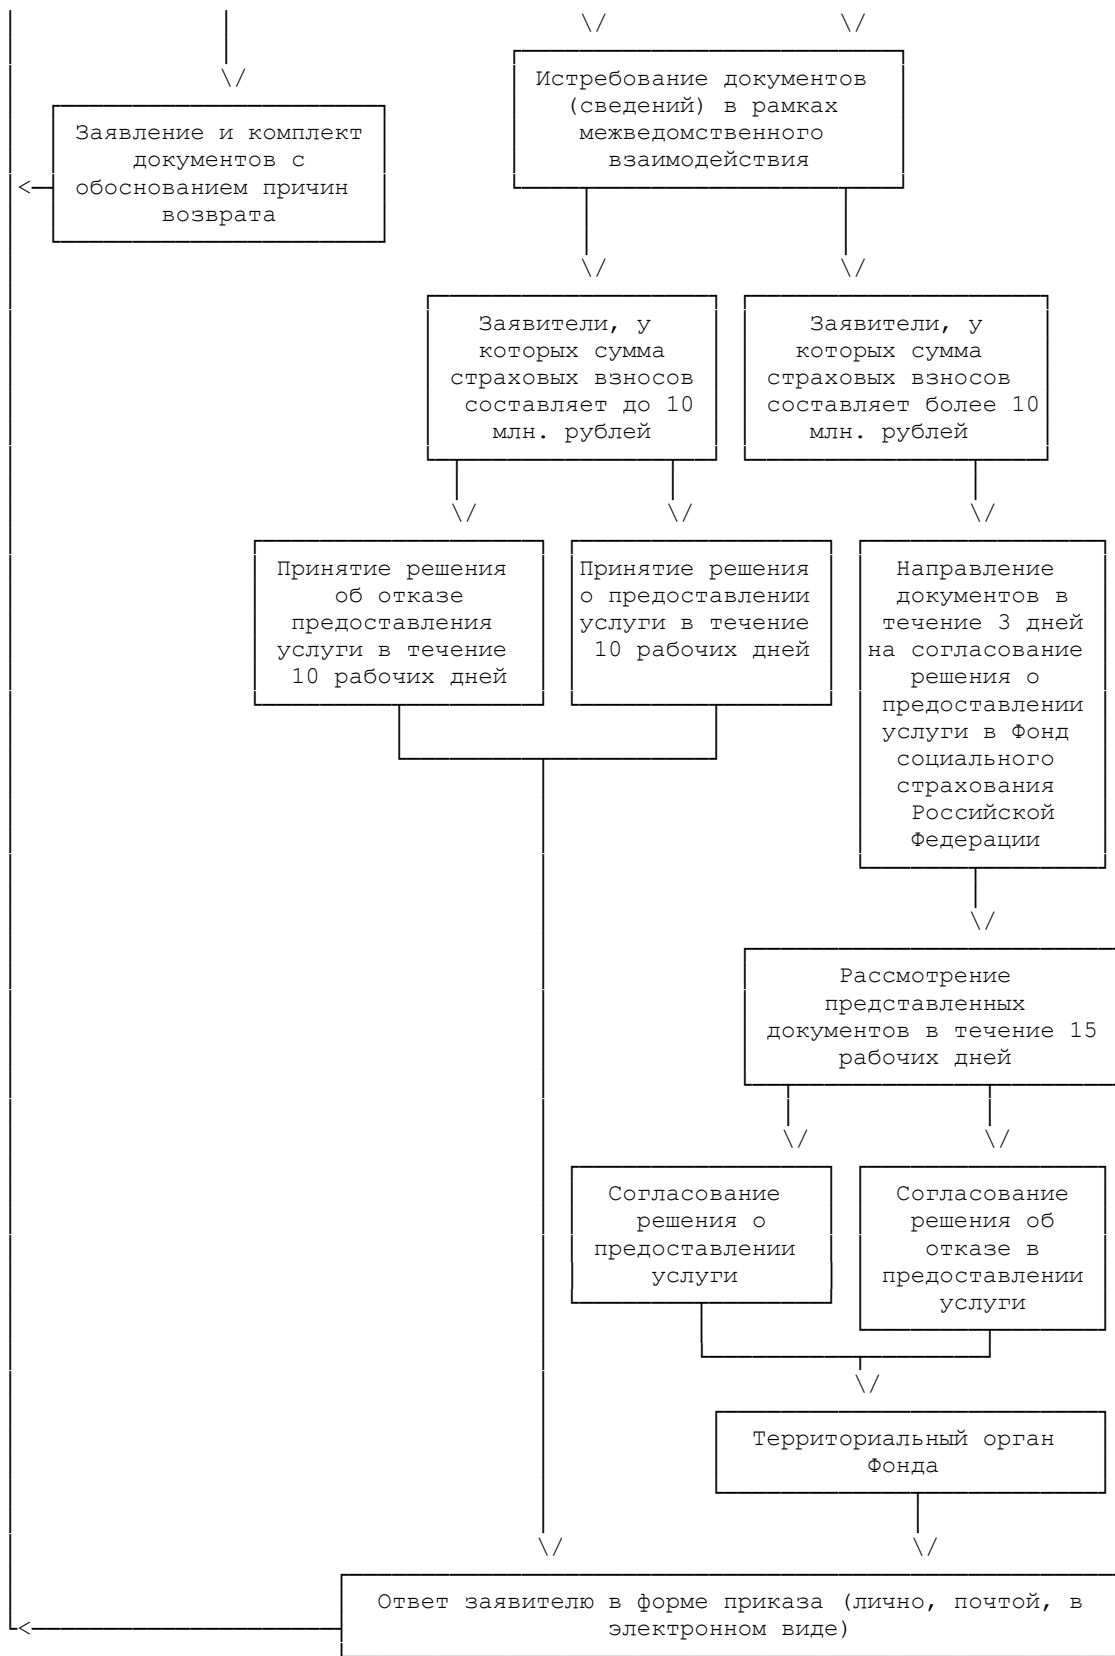 Истребование документов
(сведений) в рамках
межведомственного
взаимодействия
Заявление и комплект
документов с
обоснованием причин
возврата
Заявители, у
которых сумма
страховых взносов
составляет до 10
млн. рублей
Заявители, у
которых сумма
страховых взносов
составляет более 10
млн. рублей
Принятие решения
об отказе
предоставления
услуги в течение
10 рабочих дней
Принятие решения
о предоставлении
услуги в течение
10 рабочих дней
Направление
документов в
течение 3 дней
на согласование
решения о
предоставлении
услуги в Фонд
социального
страхования
Российской
Федерации
Рассмотрение
представленных
документов в течение 15
рабочих дней
Согласование
решения о
предоставлении
услуги
Согласование
решения об
отказе в
предоставлении
услуги
Территориальный орган
Фонда
Ответ заявителю в форме приказа (лично, почтой, в
электронном виде)